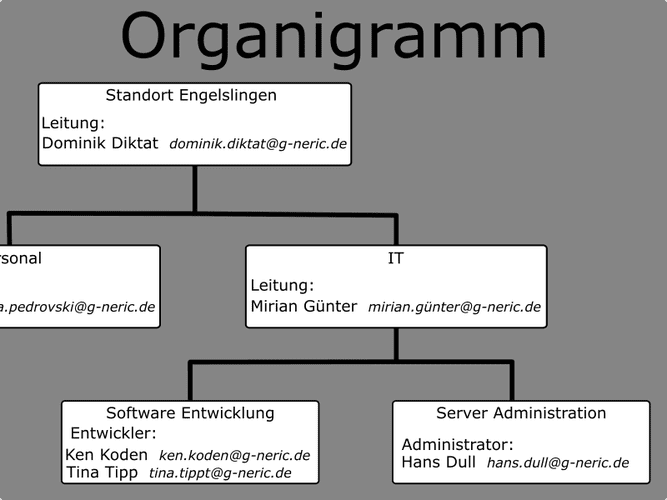 Organigramm
Standort Engelslingen
Leitung:
Dominik Diktat dominik.diktat@g-neric.de
rsonal
a.pedrovski@g-neric.de
IT
Leitung:
Mirian Günter mirian.günter@g-neric.de
Software Entwicklung
Entwickler:
Ken Koden ken.koden@g-neric.de
Tina Tipp tina.tippt@g-neric.de
Server Administration
Administrator:
Hans Dull hans.dull@g-neric.de